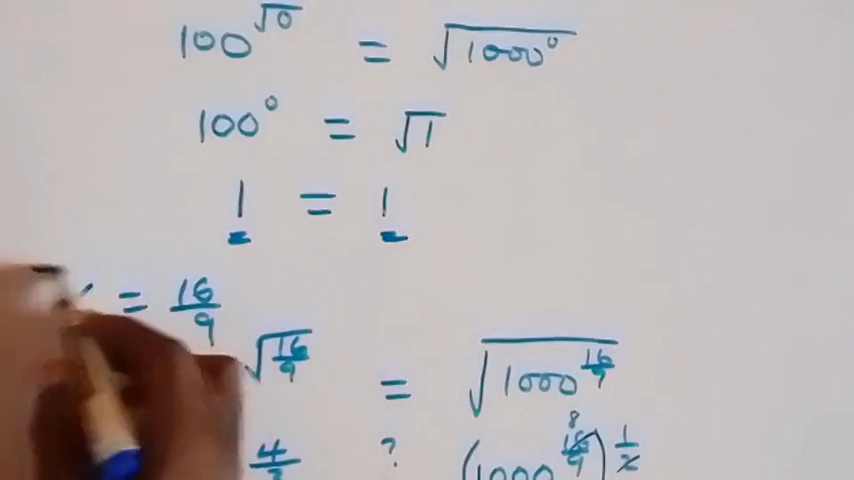 100^√0 = √1000^0
100^0 = √1
1 = 1
= 16/9
√16/9 = √1000^16/9
4/3 ? (1000^16/9)^1/2
8